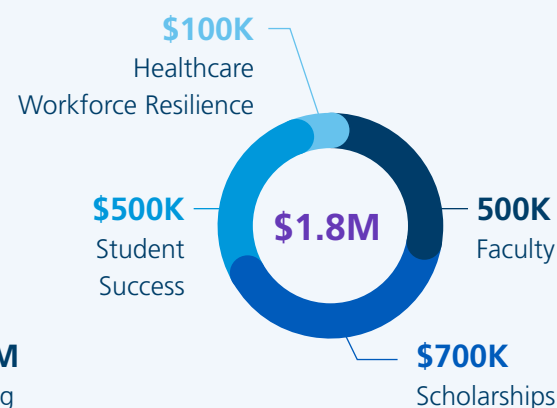 $100K
Healthcare
Workforce Resilience
$500K
Student
Success
$1.8M
500K
Faculty
$700K
Scholarships